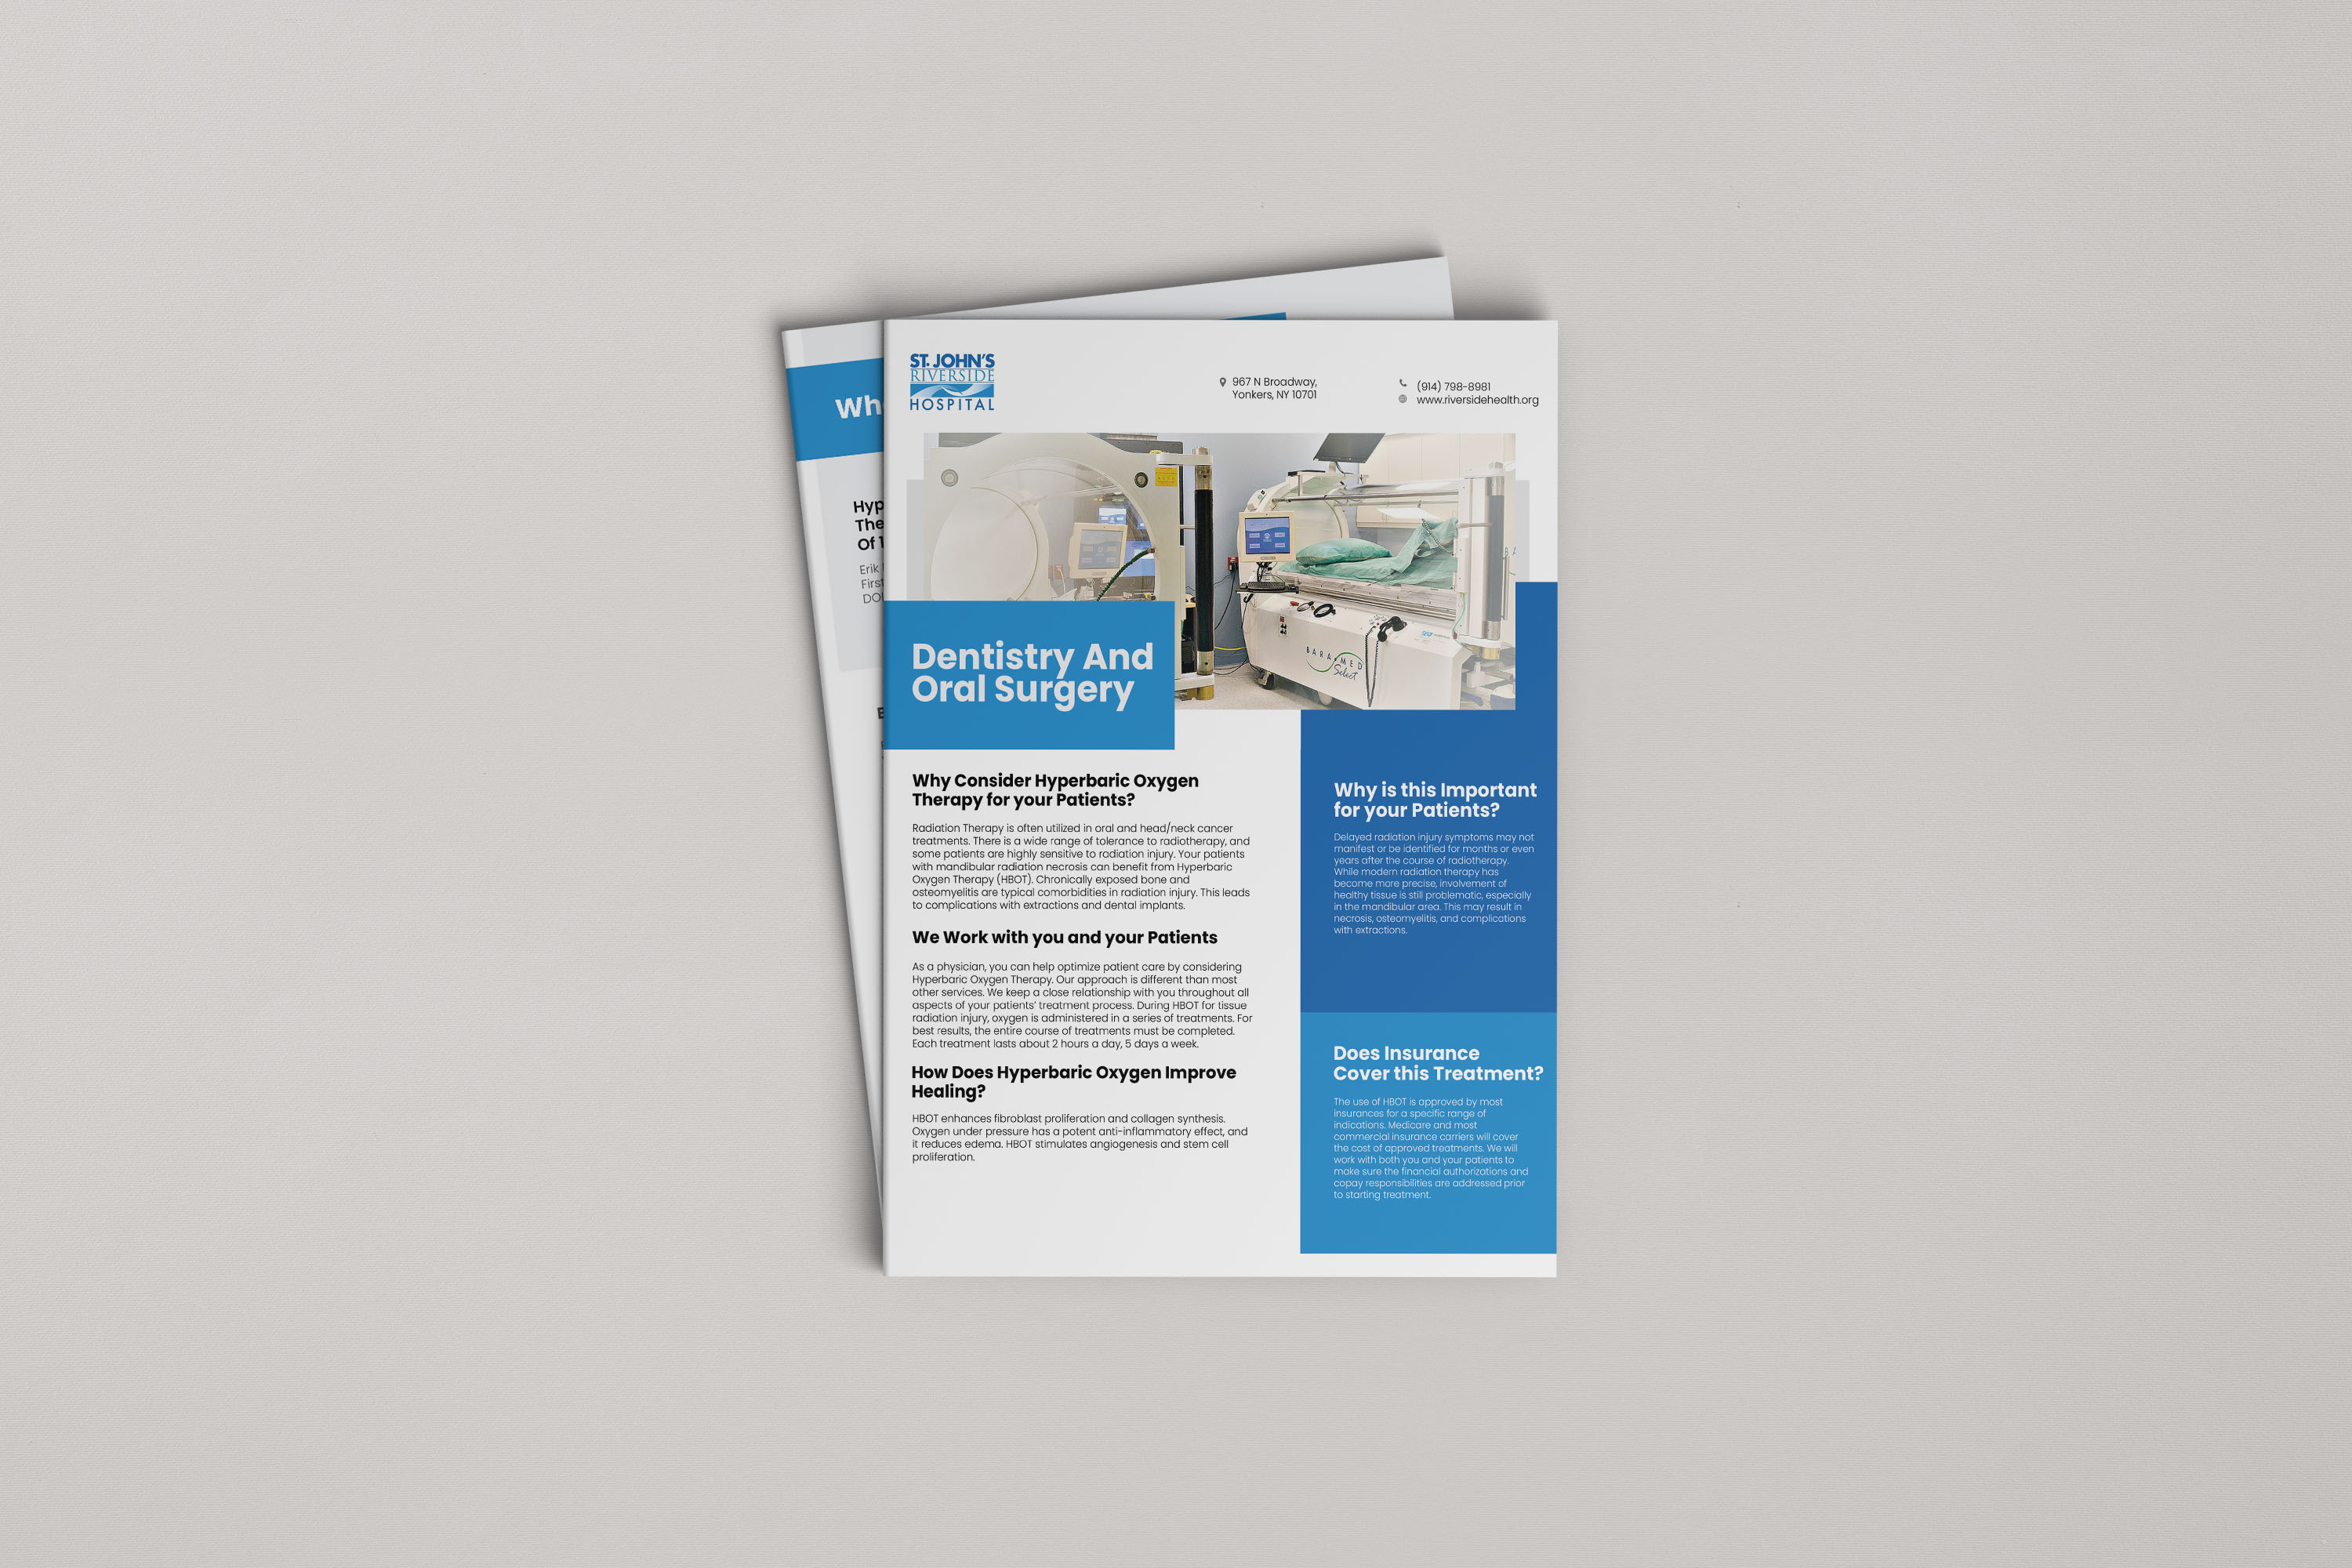 ST. JOHN'S
RIVERSIDE
HOSPITAL
967 N Broadway,
Yonkers, NY 10701
(914) 798-8981
www.riversidehealth.org
BARA-MED
Select
Dentistry And
Oral Surgery
Why Consider Hyperbaric Oxygen
Therapy for your Patients?
Radiation Therapy is often utilized in oral and head/neck cancer
treatments. There is a wide range of tolerance to radiotherapy, and
some patients are highly sensitive to radiation injury. Your patients
with mandibular radiation necrosis can benefit from Hyperbaric
Oxygen Therapy (HBOT). Chronically exposed bone and
osteomyelitis are typical comorbidities in radiation injury. This leads
to complications with extractions and dental implants.
We Work with you and your Patients
As a physician, you can help optimize patient care by considering
Hyperbaric Oxygen Therapy. Our approach is different than most
other services. We keep a close relationship with you throughout all
aspects of your patients' treatment process. During HBOT for tissue
radiation injury, oxygen is administered in a series of treatments. For
best results, the entire course of treatments must be completed.
Each treatment lasts about 2 hours a day, 5 days a week.
How Does Hyperbaric Oxygen Improve
Healing?
HBOT enhances fibroblast proliferation and collagen synthesis.
Oxygen under pressure has a potent anti-inflammatory effect, and
it reduces edema. HBOT stimulates angiogenesis and stem cell
proliferation.
Why is this Important
for your Patients?
Delayed radiation injury symptoms may not
manifest or be identified for months or even
years after the course of radiotherapy.
While modern radiation therapy has
become more precise, involvement of
healthy tissue is still problematic, especially
in the mandibular area. This may result in
necrosis, osteomyelitis, and complications
with extractions.
Does Insurance
Cover this Treatment?
The use of HBOT is approved by most
insurances for a specific range of
indications. Medicare and most
commercial insurance carriers will cover
the cost of approved treatments. We will
work with both you and your patients to
make sure the financial authorizations and
copay responsibilities are addressed prior
to starting treatment.
Wh
Hyp
The
Of 1
Erik
First
DO